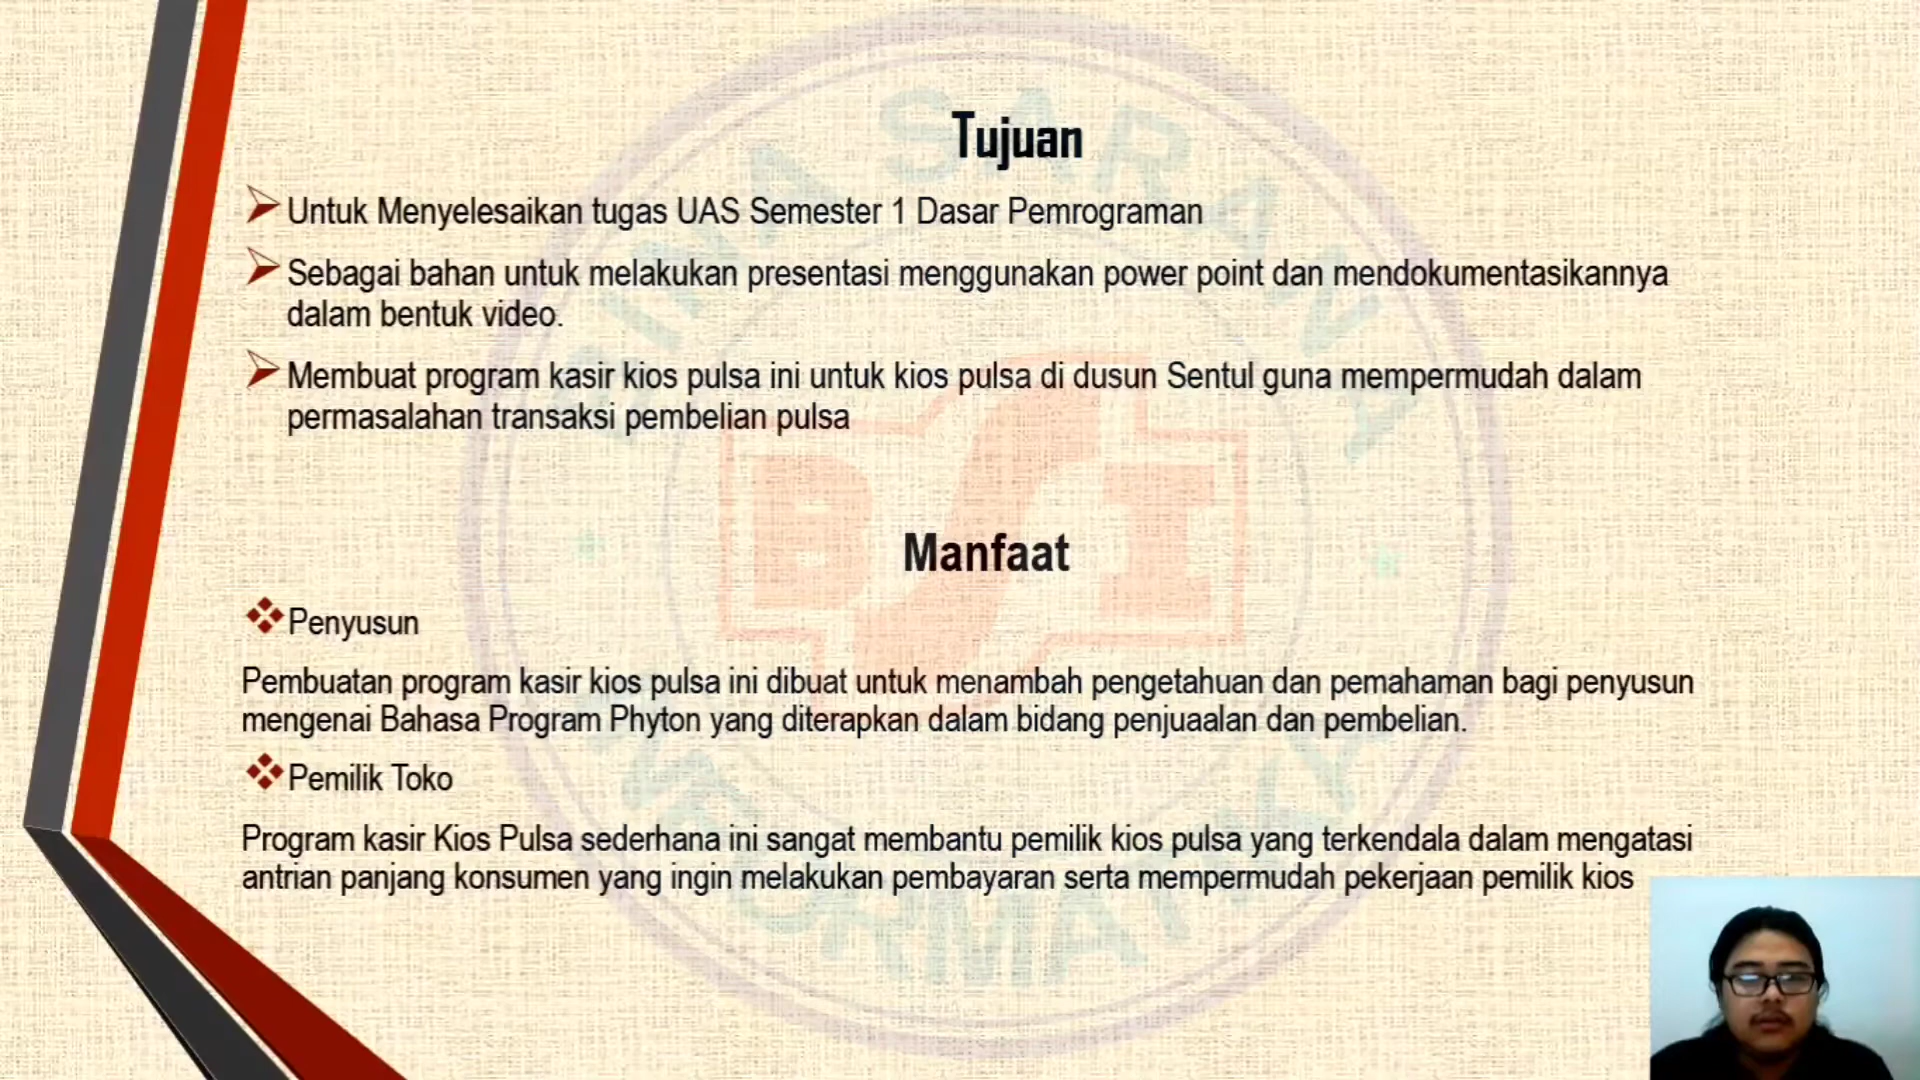 Tujuan
Untuk Menyelesaikan tugas UAS Semester 1 Dasar Pemrograman
Sebagai bahan untuk melakukan presentasi menggunakan power point dan mendokumentasikannya
dalam bentuk video.
Membuat program kasir kios pulsa ini untuk kios pulsa di dusun Sentul guna mempermudah dalam
permasalahan transaksi pembelian pulsa
Manfaat
Penyusun
Pembuatan program kasir kios pulsa ini dibuat untuk menambah pengetahuan dan pemahaman bagi penyusun
mengenai Bahasa Program Phyton yang diterapkan dalam bidang penjuaalan dan pembelian.
Pemilik Toko
Program kasir Kios Pulsa sederhana ini sangat membantu pemilik kios pulsa yang terkendala dalam mengatasi
antrian panjang konsumen yang ingin melakukan pembayaran serta mempermudah pekerjaan pemilik kios
BINA SARANA
BSI
INFORMATIKA